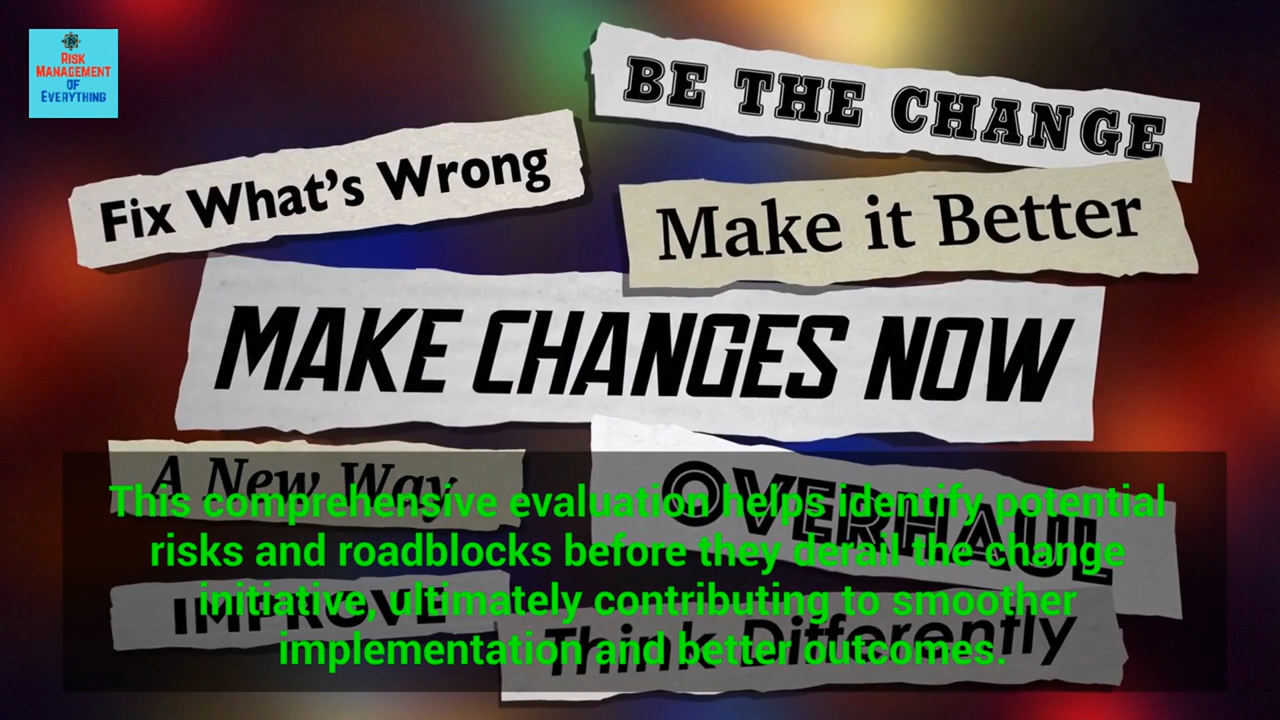 RISK
MANAGEMENT
OF
EVERYTHING
BE THE CHANGE
Fix What's Wrong
Make it Better
MAKE CHANGES NOW
A New Way
OVERHAUL
IMPROVE
Think Differently
This comprehensive evaluation helps identify potential
risks and roadblocks before they derail the change
initiative, ultimately contributing to smoother
implementation and better outcomes.